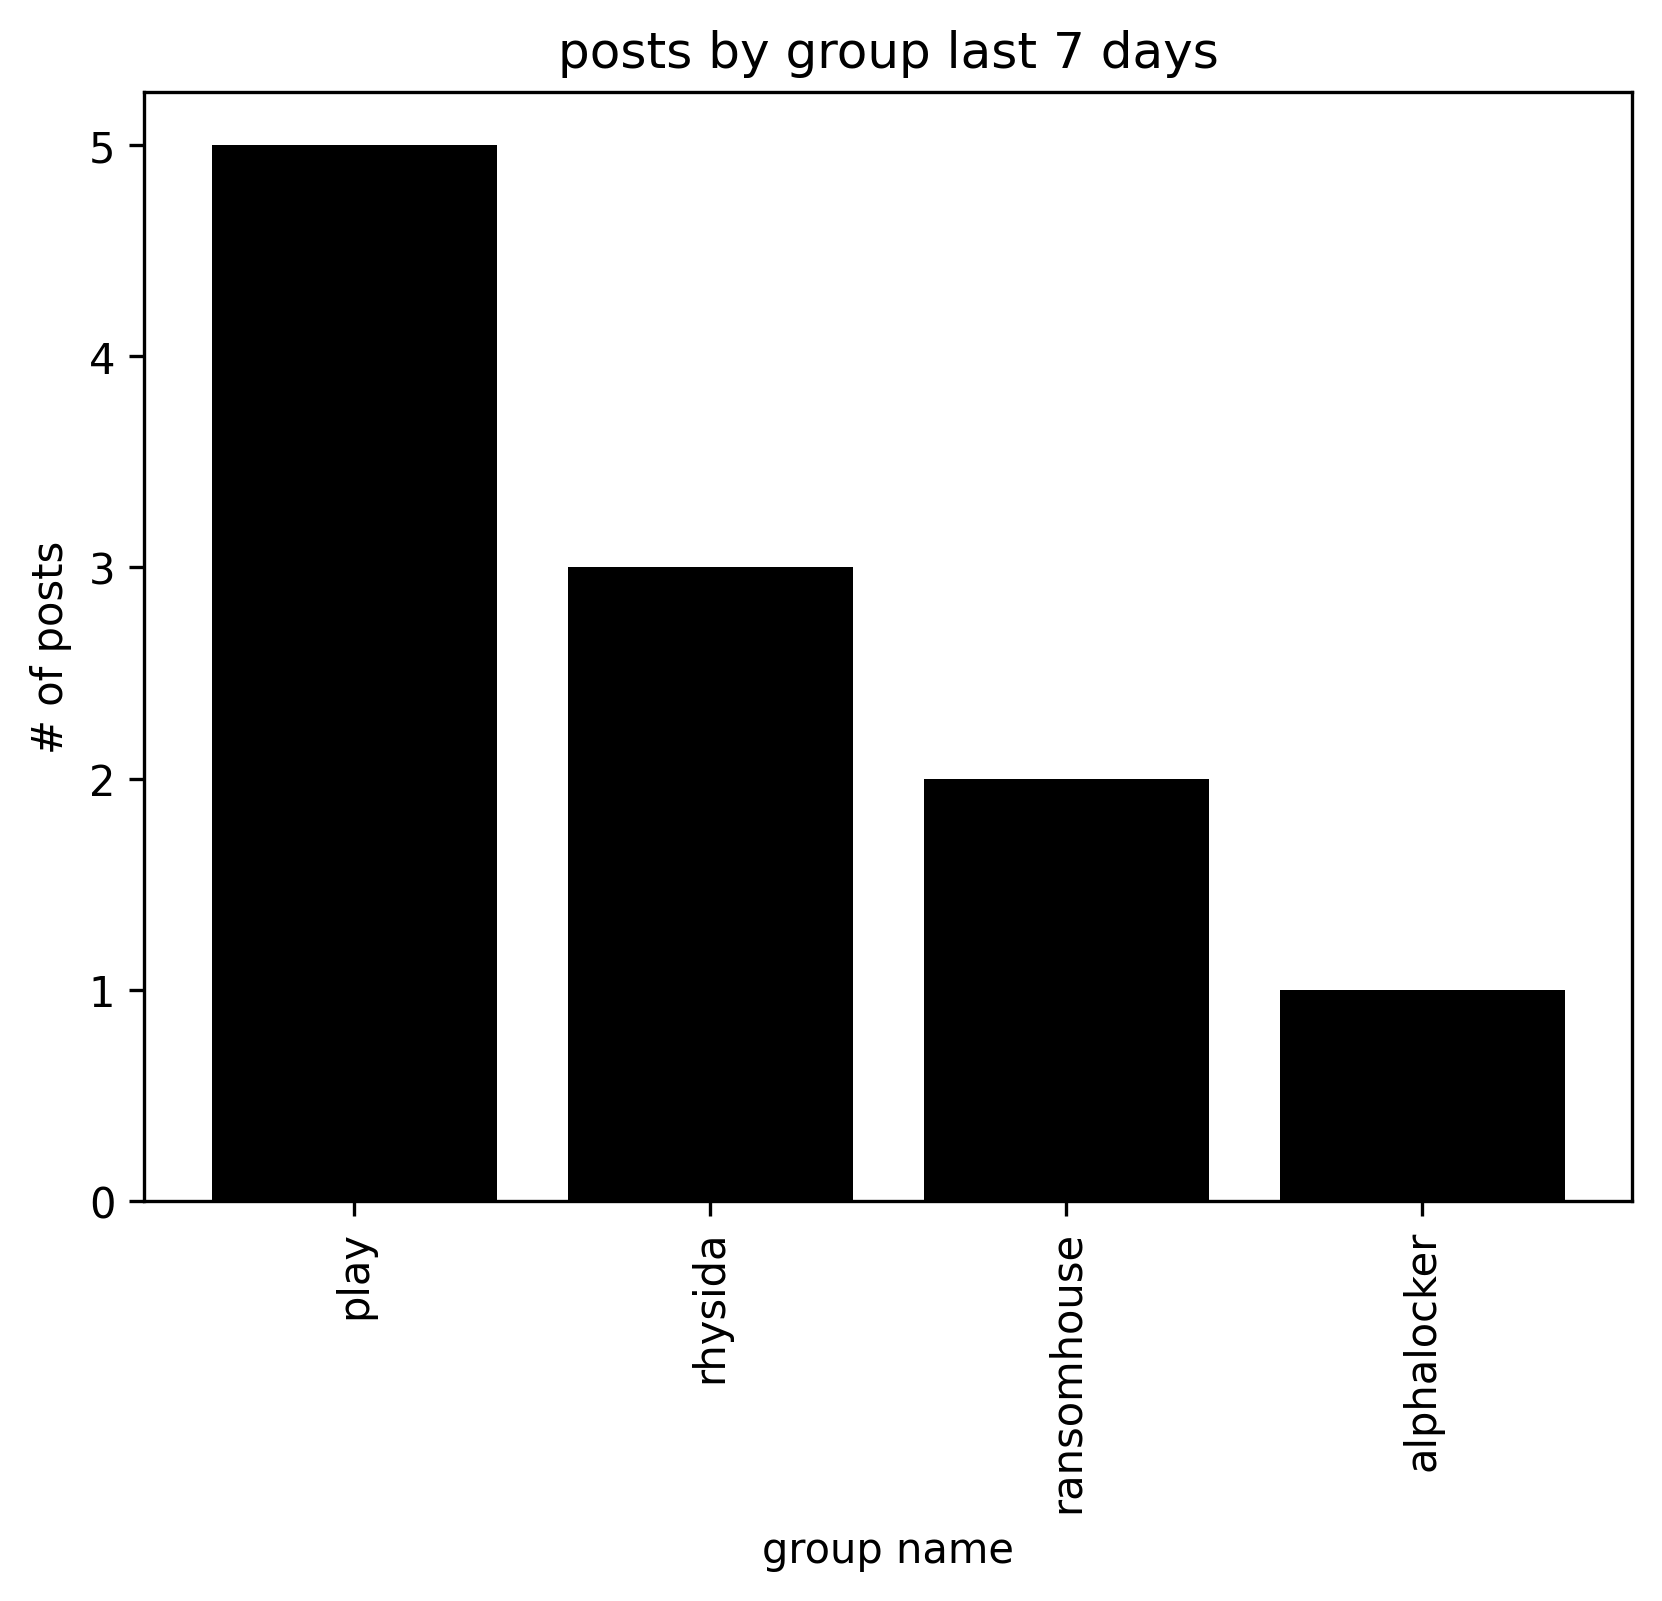 posts by group last 7 days
# of posts
5
4
3
2
1
0
play
rhysida
ransomhouse
alphalocker
group name